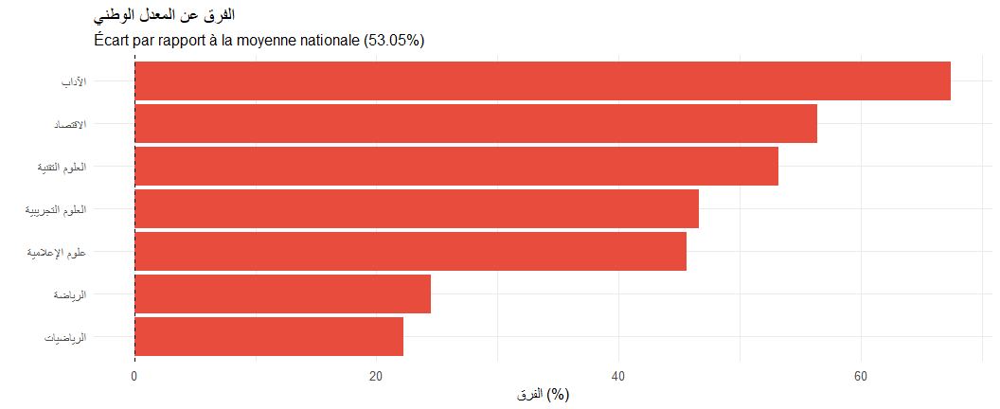 الفرق عن المعدل الوطني
Écart par rapport à la moyenne nationale (53.05%)
الآداب
الاقتصاد
العلوم التقنية
العلوم التجريبية
علوم الإعلامية
الرياضة
الرياضيات
0 20 40 60
الفرق (%)